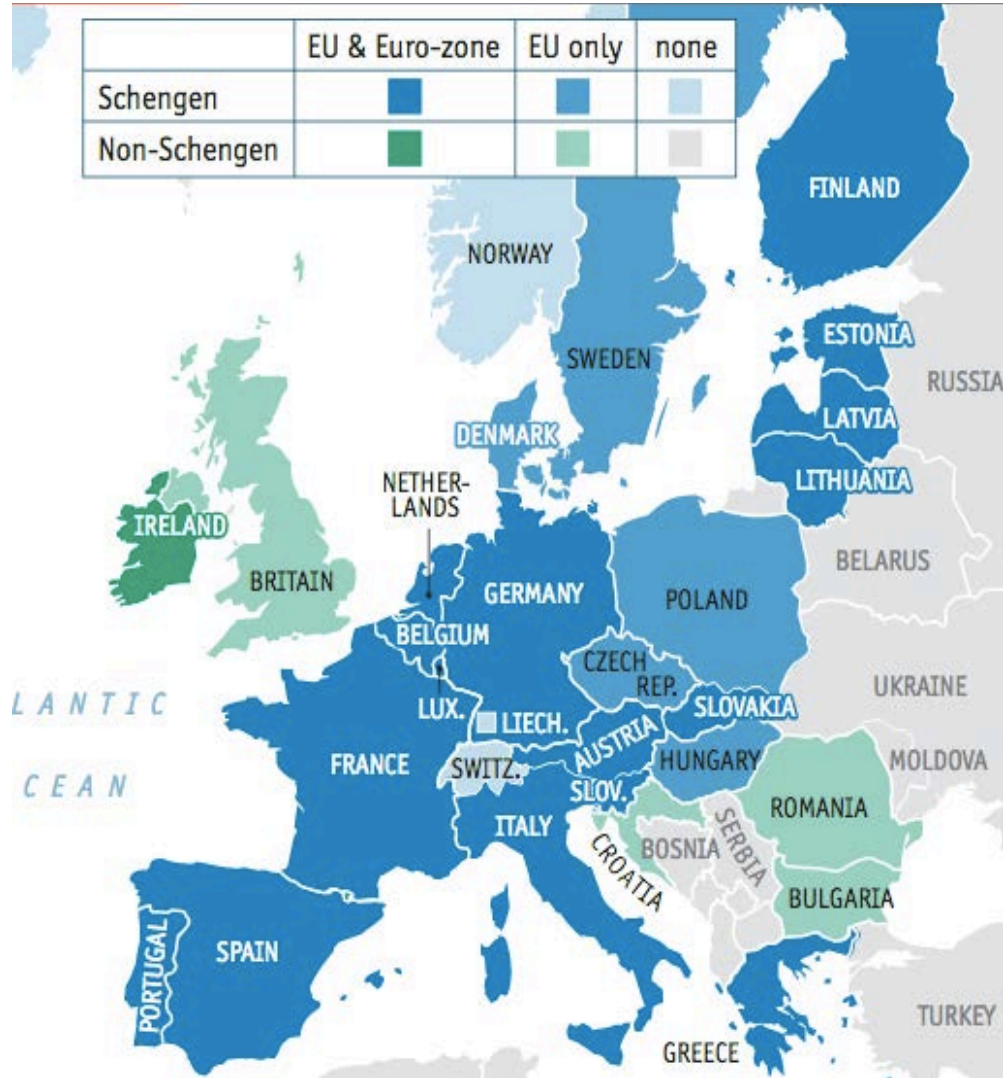 EU & Euro-zone EU only none
Schengen
Non-Schengen
FINLAND
NORWAY
ESTONIA
SWEDEN
RUSSIA
LATVIA
DENMARK
LITHUANIA
NETHER-
LANDS
IRELAND
BELARUS
BRITAIN
GERMANY
POLAND
BELGIUM
CZECH
REP.
UKRAINE
LANTIC
LUX.
SLOVAKIA
LIECH.
AUSTRIA
FRANCE
SWITZ.
HUNGARY
MOLDOVA
CEAN
SLOV.
ROMANIA
ITALY
SERBIA
BOSNIA
CROATIA
BULGARIA
PORTUGAL
SPAIN
TURKEY
GREECE